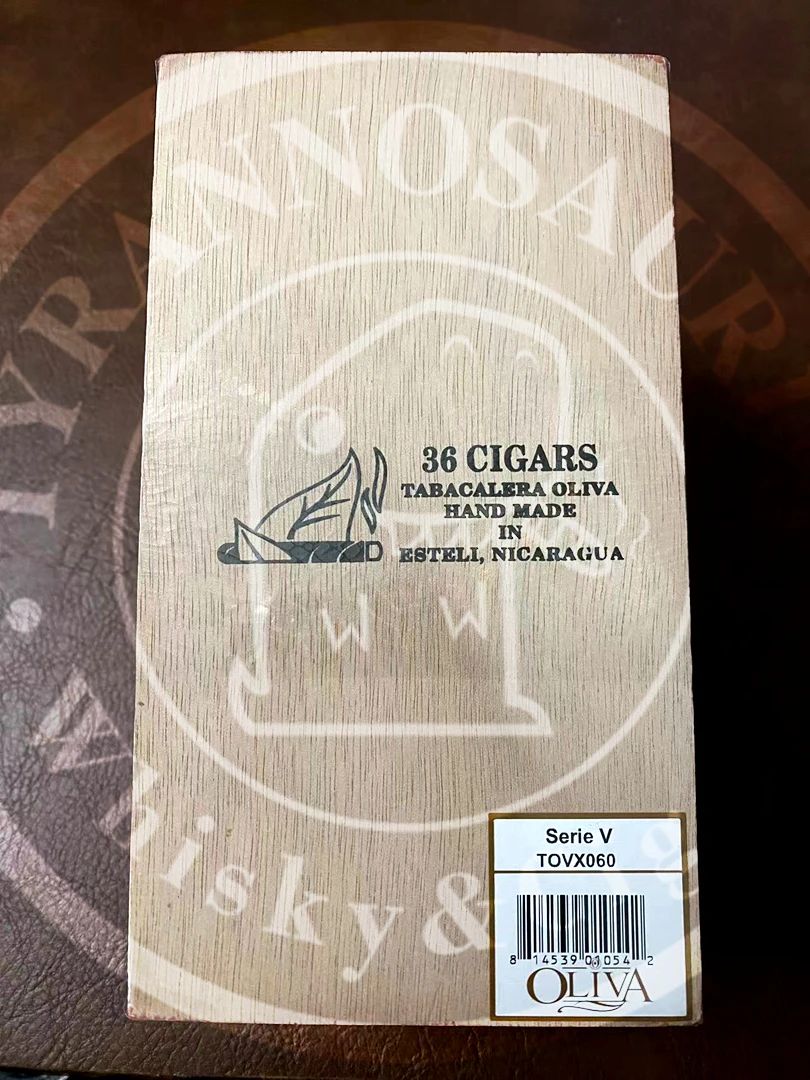 TYRANNOSAUR
36 CIGARS
TABACALERA OLIVA
HAND MADE
IN
ESTELI, NICARAGUA
W W
Whisky &
Serie V
TOVX060
8 14539 01054 2
OLIVA